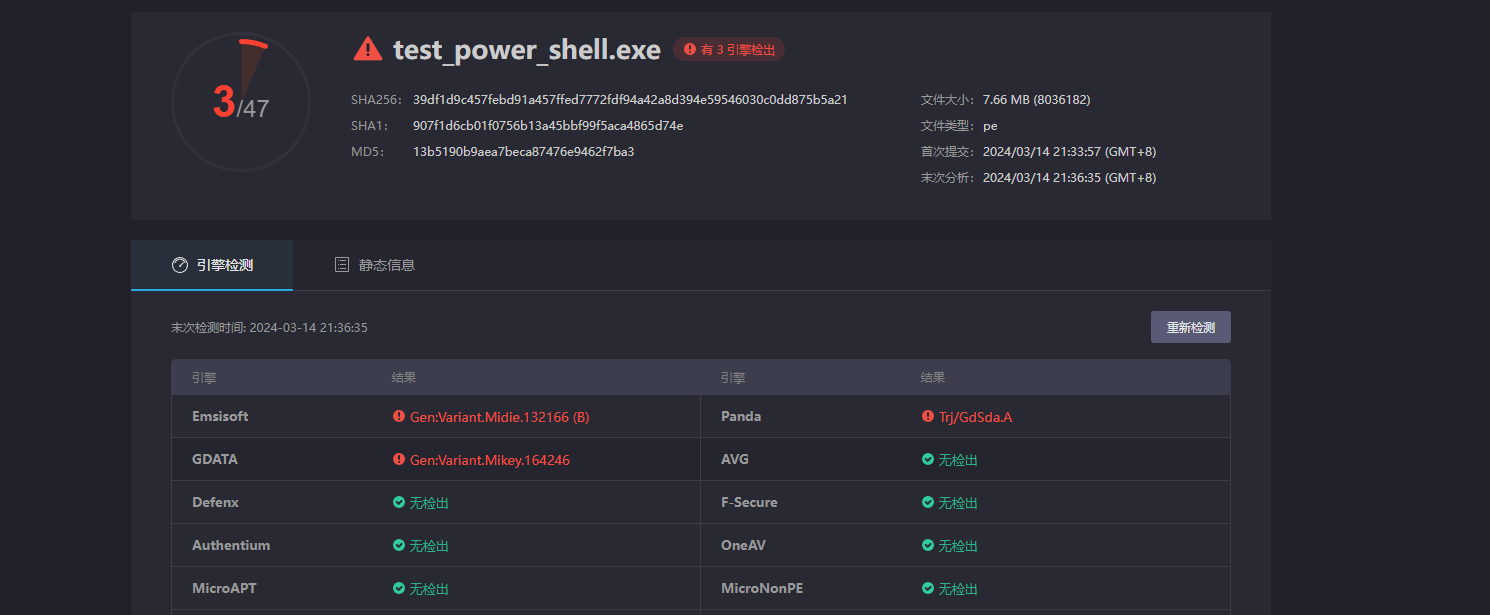 3/47
test_power_shell.exe
有 3 引擎检出
SHA256: 39df1d9c457febd91a457ffed7772fdf94a42a8d394e59546030c0dd875b5a21
SHA1: 907f1d6cb01f0756b13a45bbf99f5aca4865d74e
MD5: 13b5190b9aea7beca87476e9462f7ba3
文件大小: 7.66 MB (8036182)
文件类型: pe
首次提交: 2024/03/14 21:33:57 (GMT+8)
末次分析: 2024/03/14 21:36:35 (GMT+8)
引擎检测 静态信息
末次检测时间: 2024-03-14 21:36:35 重新检测
引擎 结果 引擎 结果
Emsisoft Gen:Variant.Midie.132166 (B) Panda Trj/GdSda.A
GDATA Gen:Variant.Mikey.164246 AVG 无检出
Defenx 无检出 F-Secure 无检出
Authentium 无检出 OneAV 无检出
MicroAPT 无检出 MicroNonPE 无检出